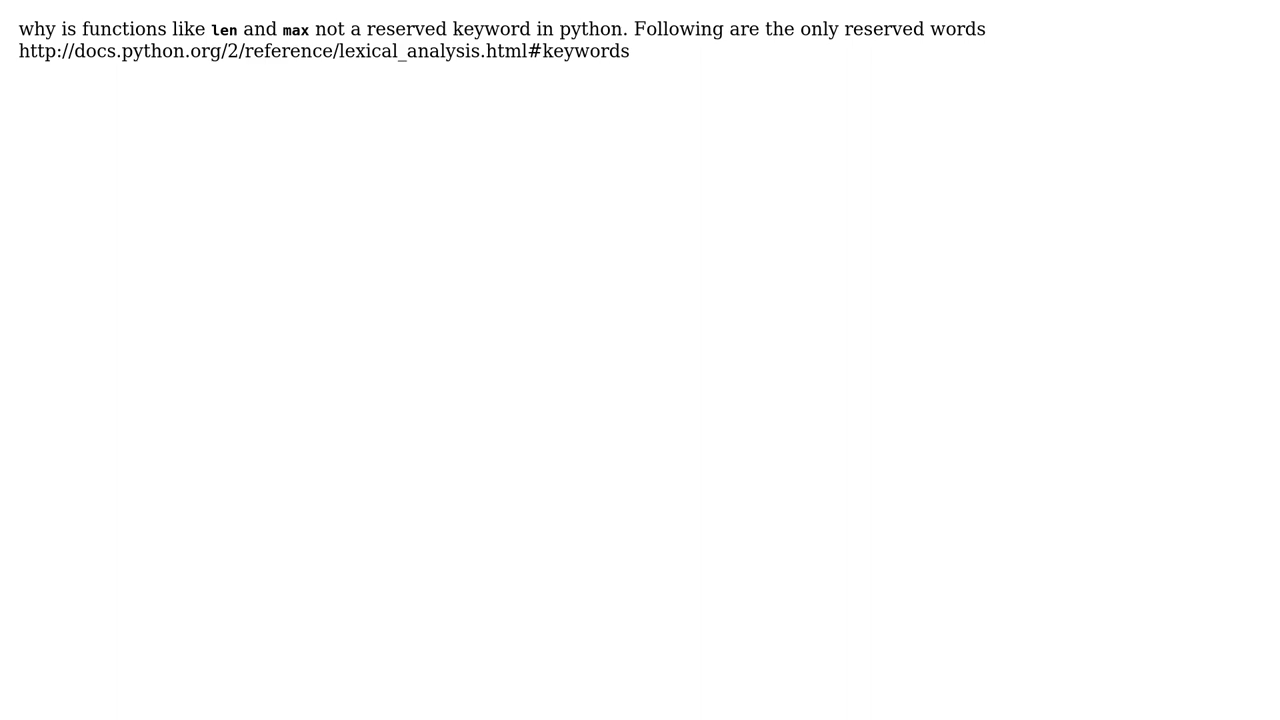 why is functions like len and max not a reserved keyword in python. Following are the only reserved words
http://docs.python.org/2/reference/lexical_analysis.html#keywords